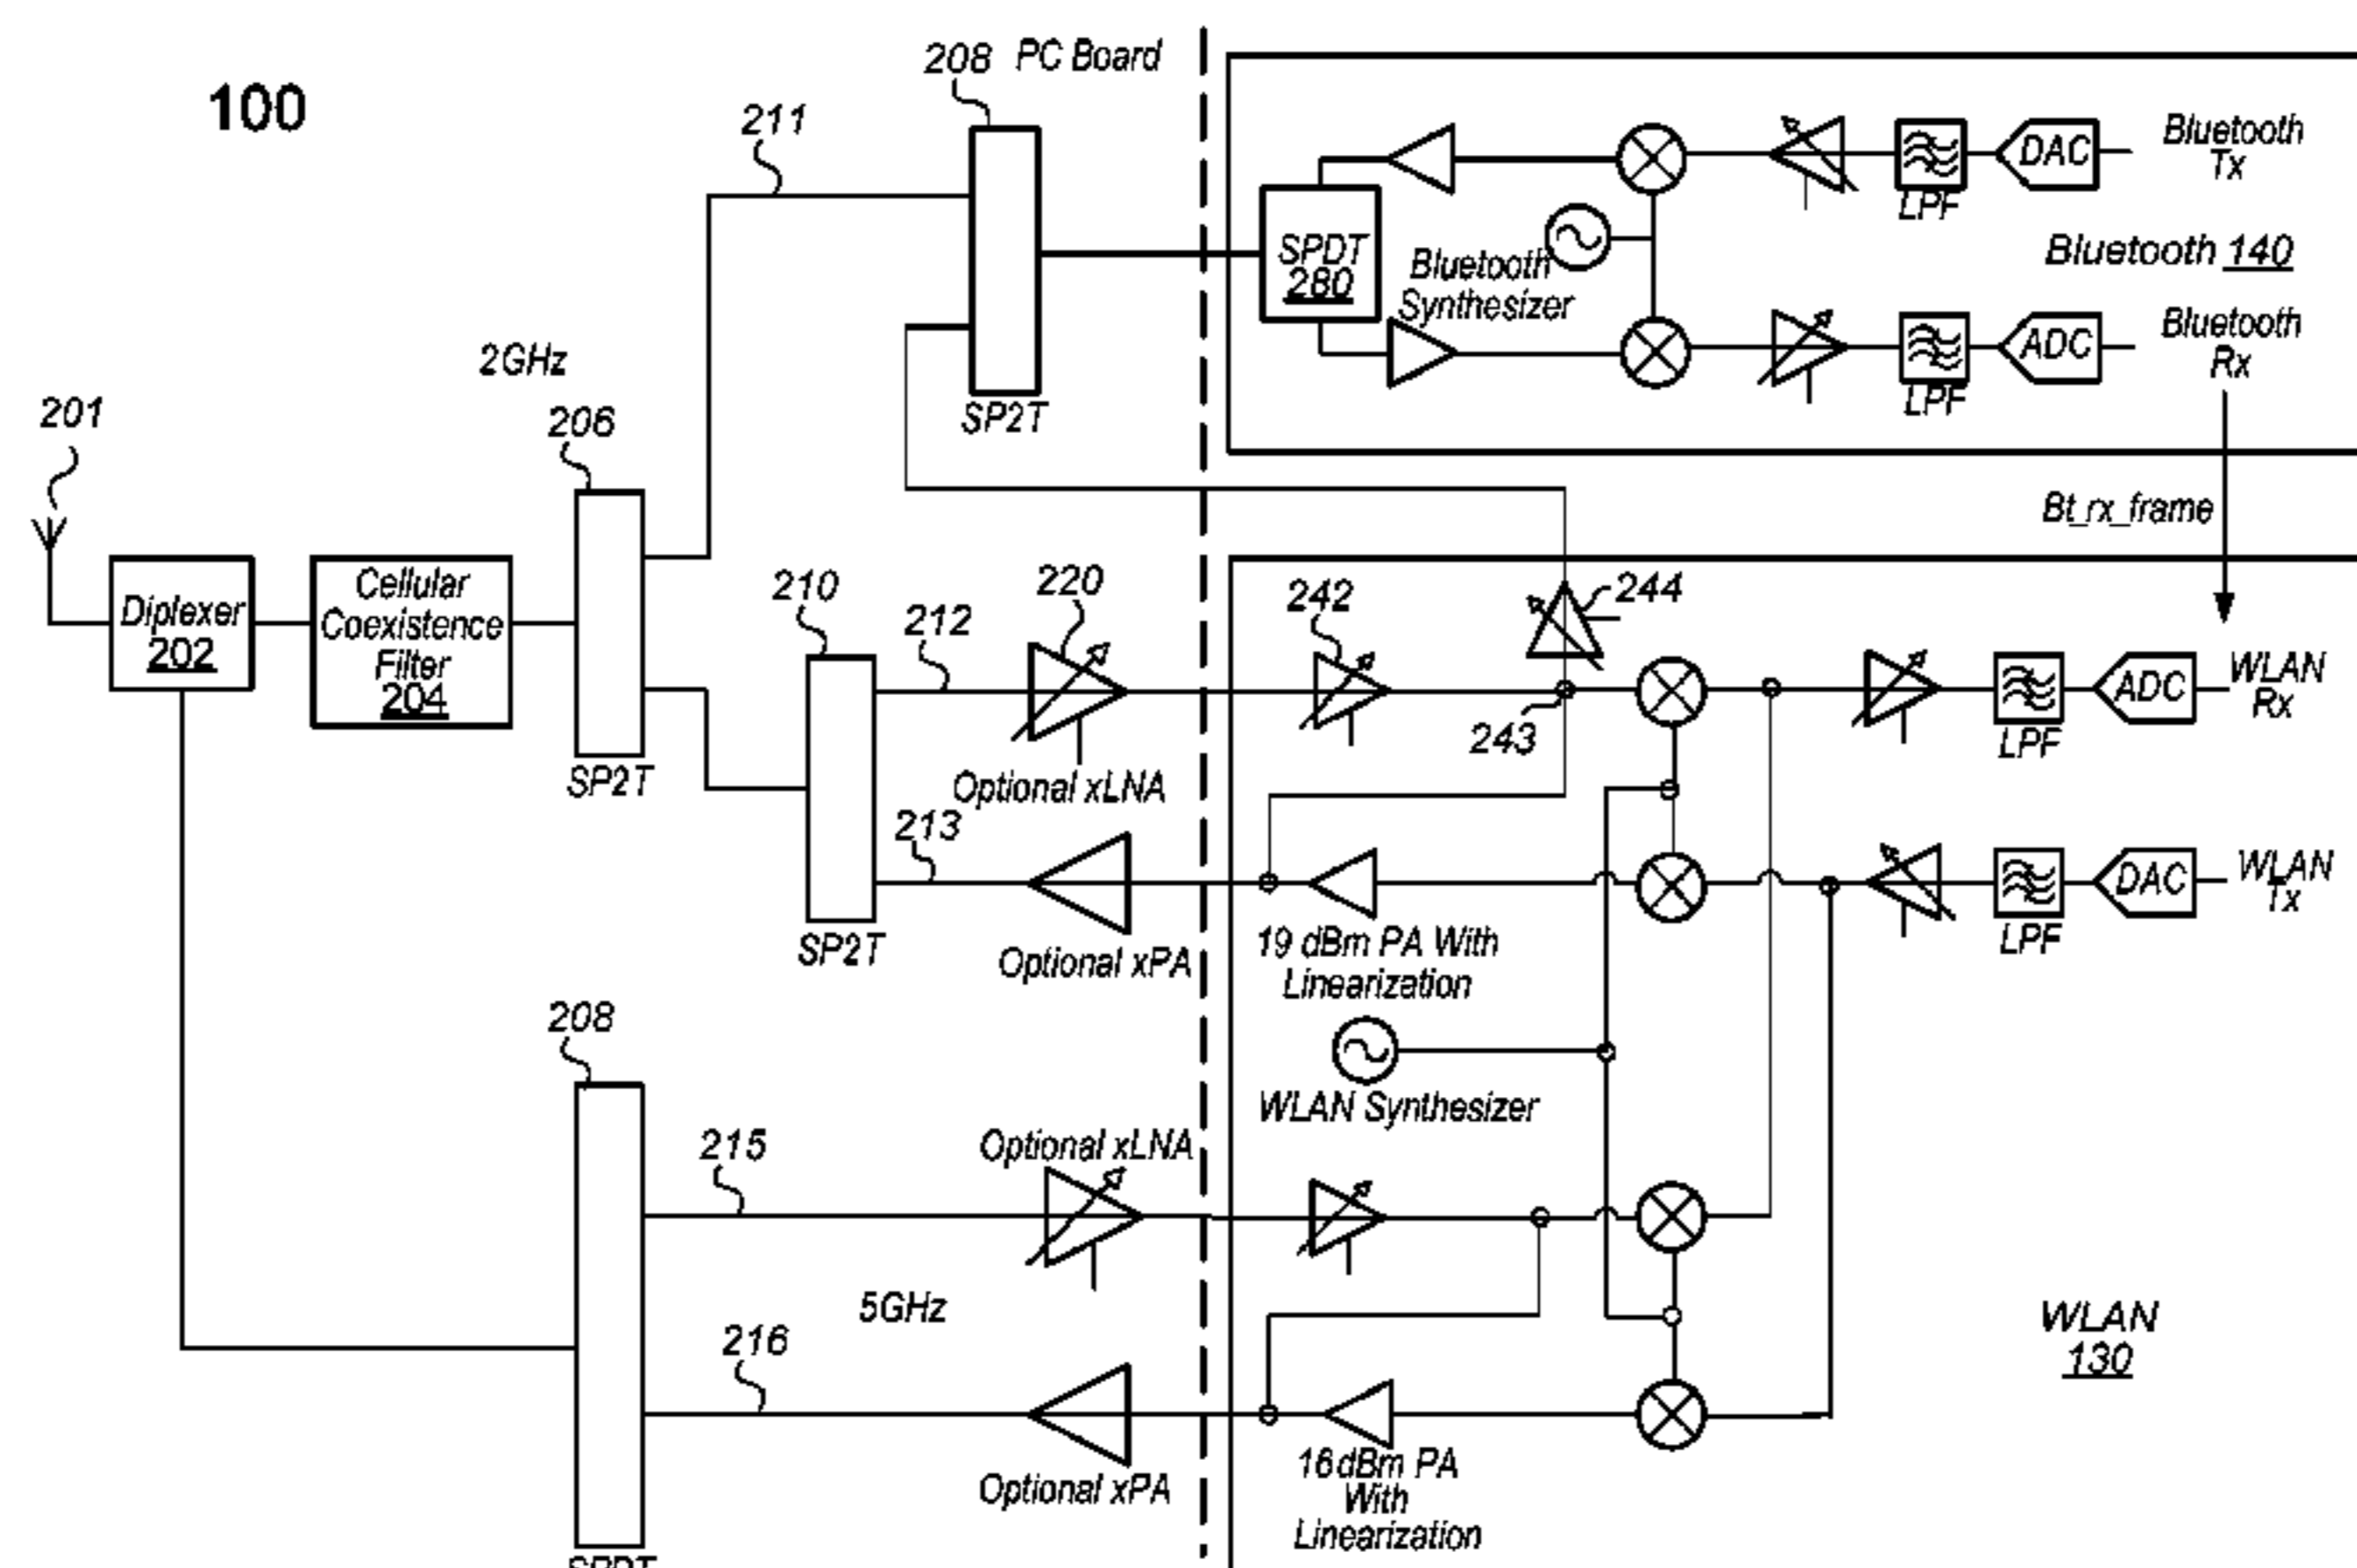 100
208 PC Board
211
Bluetooth
Tx
DAC
LPF
SPDT
280
Bluetooth
Synthesizer
Bluetooth 140
Bluetooth
Rx
ADC
LPF
SP2T
2GHz
201
206
Bt_rx_frame
Diplexer
202
Cellular
Coexistence
Filter
204
SP2T
210
212
220
242
244
243
Optional xLNA
WLAN
Rx
ADC
LPF
213
SP2T
Optional xPA
19 dBm PA With
Linearization
WLAN
Tx
DAC
LPF
208
WLAN Synthesizer
215
Optional xLNA
5GHz
216
Optional xPA
16dBm PA
With
Linearization
WLAN
130